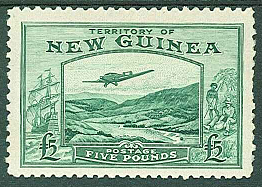 TERRITORY OF
NEW GUINEA
£5
POSTAGE
£5
FIVE POUNDS